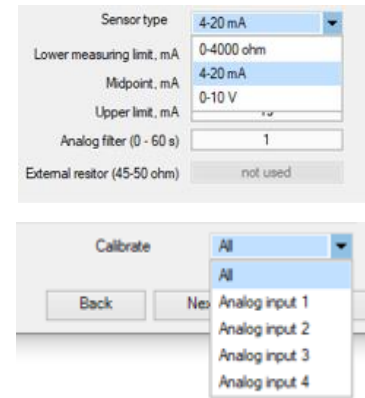 Sensor type 4-20 mA
0-4000 ohm
Lower measuring limit, mA
4-20 mA
Midpoint, mA
0-10 V
Upper limit, mA
Analog filter (0 - 60 s) 1
External resitor (45-50 ohm) not used
Calibrate All
All
Back Analog input 1
Analog input 2
Analog input 3
Analog input 4